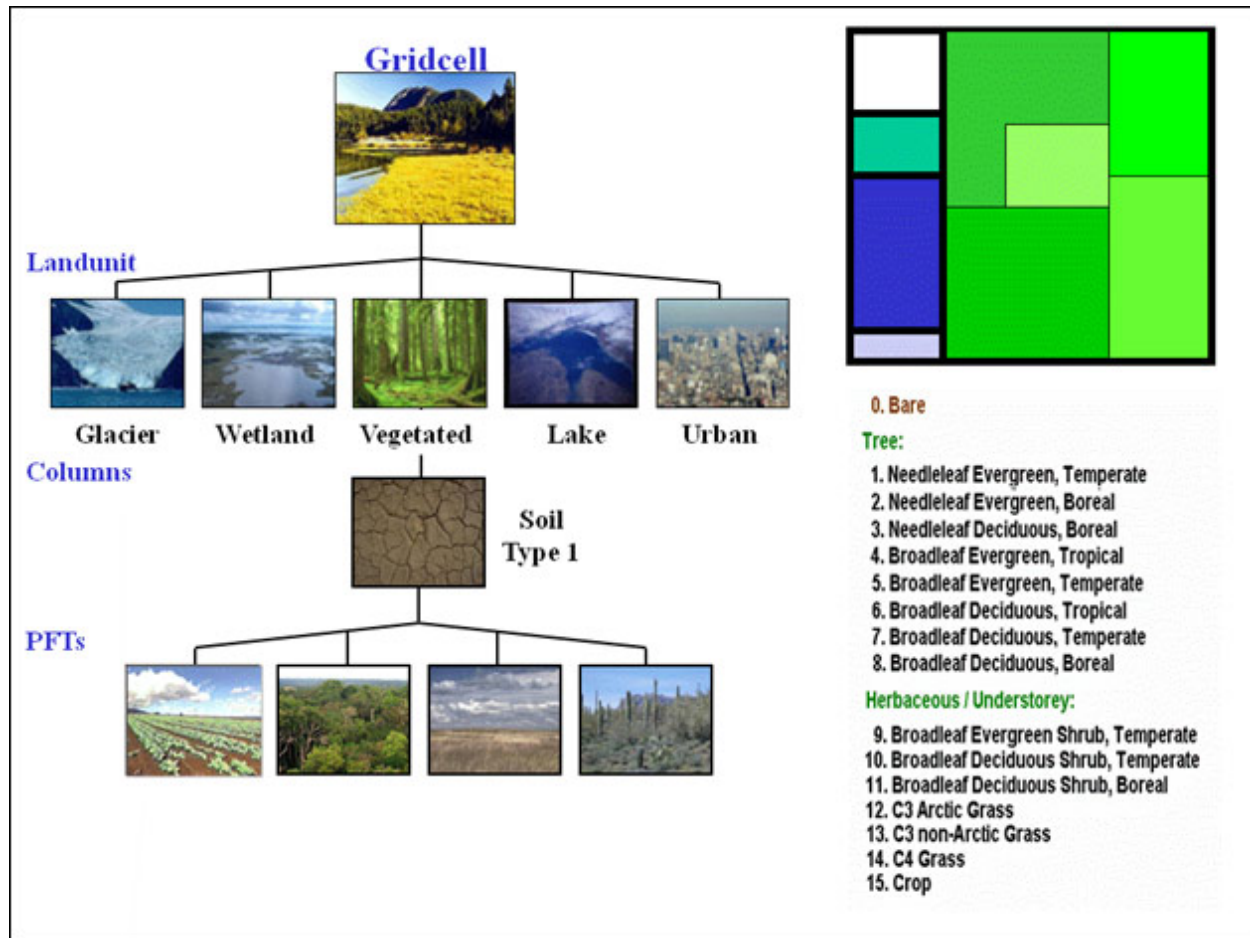 Gridcell
Landunit
Glacier
Wetland
Vegetated
Lake
Urban
Columns
Soil
Type 1
PFTs
0. Bare
Tree:
1. Needleleaf Evergreen, Temperate
2. Needleleaf Evergreen, Boreal
3. Needleleaf Deciduous, Boreal
4. Broadleaf Evergreen, Tropical
5. Broadleaf Evergreen, Temperate
6. Broadleaf Deciduous, Tropical
7. Broadleaf Deciduous, Temperate
8. Broadleaf Deciduous, Boreal
Herbaceous / Understorey:
9. Broadleaf Evergreen Shrub, Temperate
10. Broadleaf Deciduous Shrub, Temperate
11. Broadleaf Deciduous Shrub, Boreal
12. C3 Arctic Grass
13. C3 non-Arctic Grass
14. C4 Grass
15. Crop